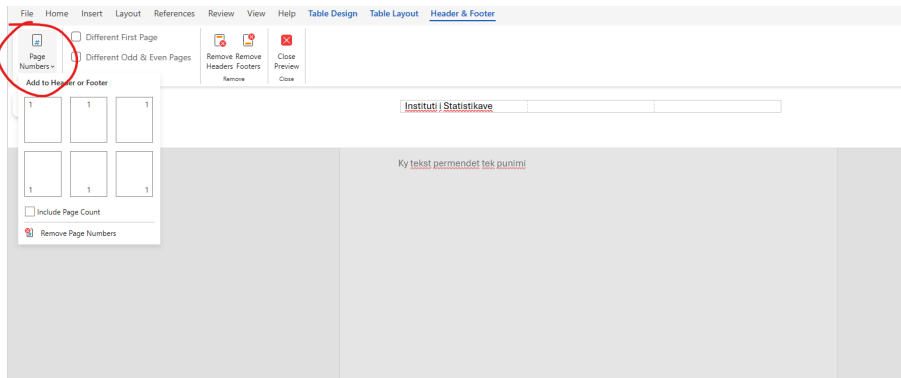 File Home Insert Layout References Review View Help Table Design Table Layout Header & Footer
# Page Numbers
Different First Page
Different Odd & Even Pages
Remove Headers
Remove Footers
Remove
Close Preview
Close
Add to Header or Footer
1 1 1
1 1 1
Include Page Count
Remove Page Numbers
Instituti i Statistikave
Ky tekst permendet tek punimi